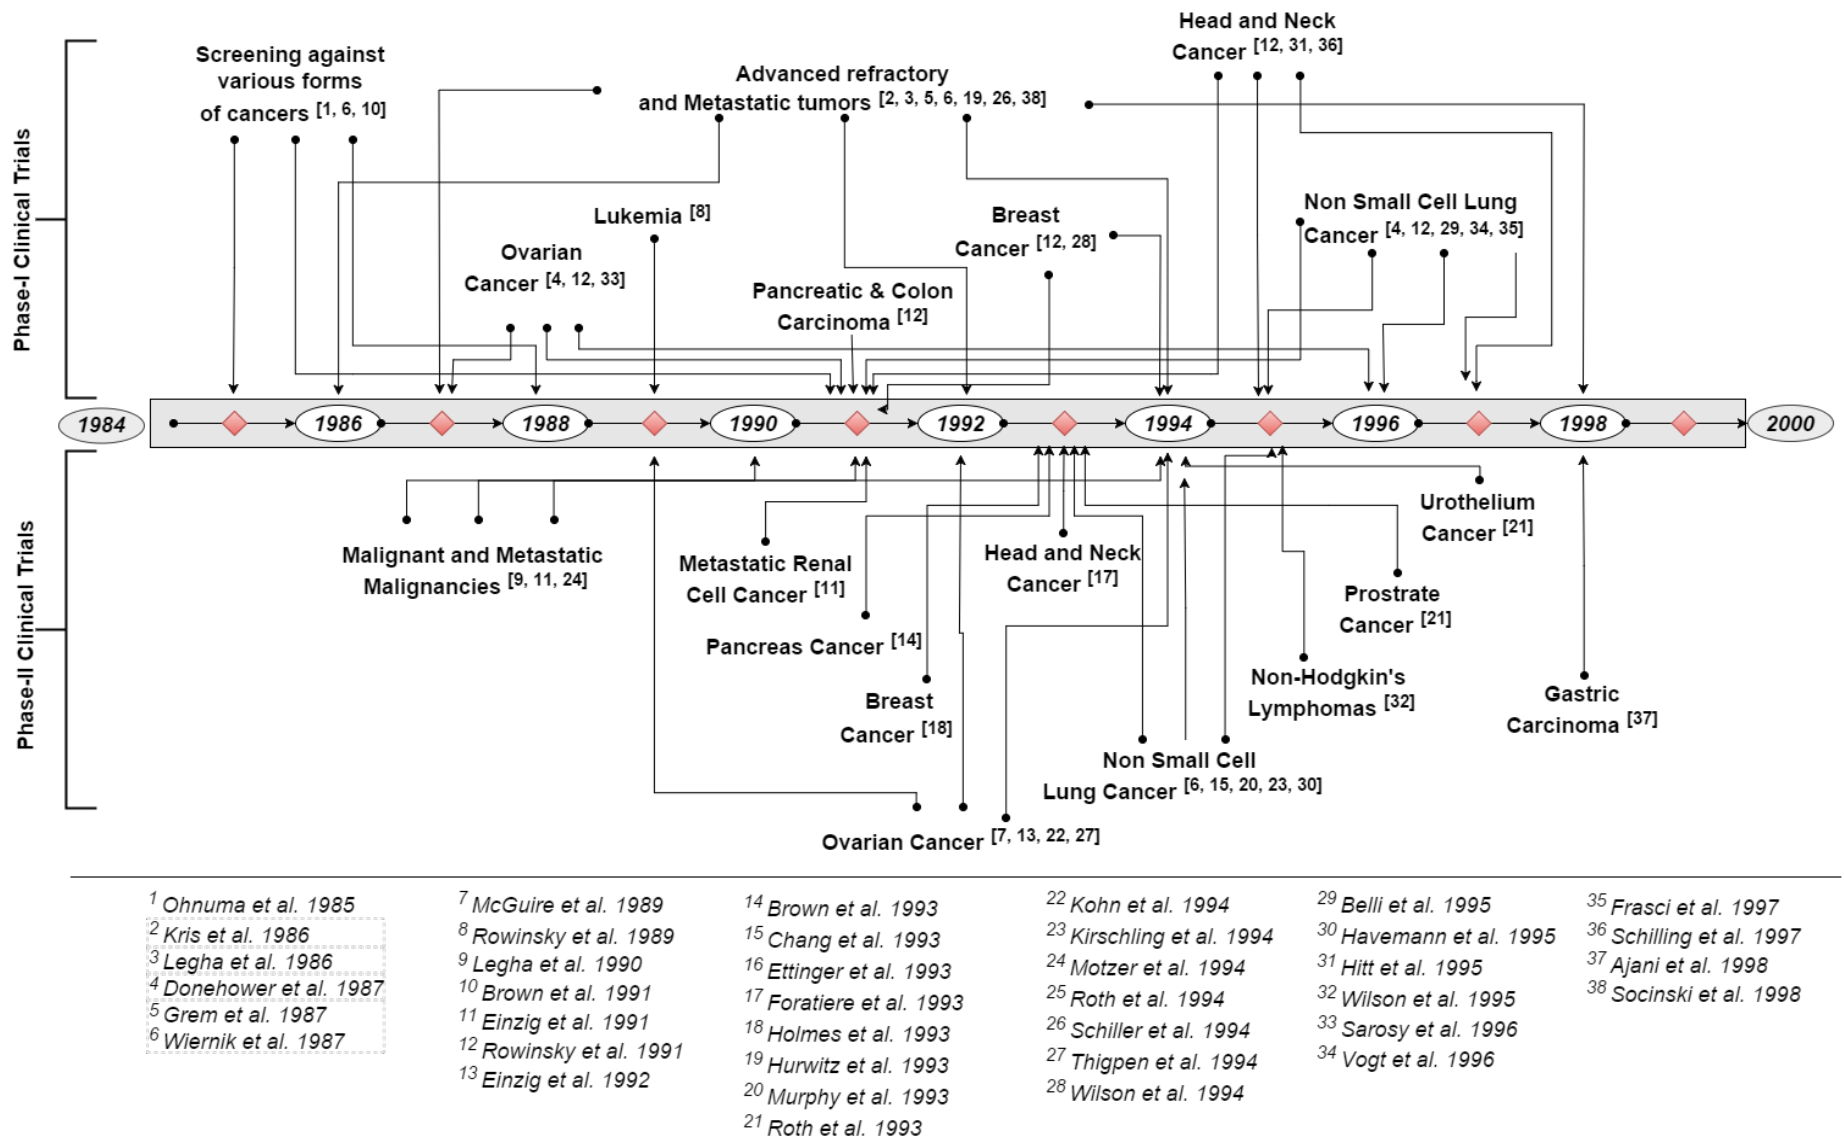 Phase-I Clinical Trials
Screening against
various forms
of cancers [1, 6, 10]
Advanced refractory
and Metastatic tumors [2, 3, 5, 6, 19, 26, 38]
Head and Neck
Cancer [12, 31, 36]
Lukemia [8]
Ovarian
Cancer [4, 12, 33]
Pancreatic & Colon
Carcinoma [12]
Breast
Cancer [12, 28]
Non Small Cell Lung
Cancer [4, 12, 29, 34, 35]
1984
1986
1988
1990
1992
1994
1996
1998
2000
Phase-II Clinical Trials
Malignant and Metastatic
Malignancies [9, 11, 24]
Metastatic Renal
Cell Cancer [11]
Pancreas Cancer [14]
Breast
Cancer [18]
Head and Neck
Cancer [17]
Urothelium
Cancer [21]
Prostrate
Cancer [21]
Non-Hodgkin's
Lymphomas [32]
Gastric
Carcinoma [37]
Non Small Cell
Lung Cancer [6, 15, 20, 23, 30]
Ovarian Cancer [7, 13, 22, 27]
1 Ohnuma et al. 1985
2 Kris et al. 1986
3 Legha et al. 1986
4 Donehower et al. 1987
5 Grem et al. 1987
6 Wiernik et al. 1987
7 McGuire et al. 1989
8 Rowinsky et al. 1989
9 Legha et al. 1990
10 Brown et al. 1991
11 Einzig et al. 1991
12 Rowinsky et al. 1991
13 Einzig et al. 1992
14 Brown et al. 1993
15 Chang et al. 1993
16 Ettinger et al. 1993
17 Foratiere et al. 1993
18 Holmes et al. 1993
19 Hurwitz et al. 1993
20 Murphy et al. 1993
21 Roth et al. 1993
22 Kohn et al. 1994
23 Kirschling et al. 1994
24 Motzer et al. 1994
25 Roth et al. 1994
26 Schiller et al. 1994
27 Thigpen et al. 1994
28 Wilson et al. 1994
29 Belli et al. 1995
30 Havemann et al. 1995
31 Hitt et al. 1995
32 Wilson et al. 1995
33 Sarosy et al. 1996
34 Vogt et al. 1996
35 Frasci et al. 1997
36 Schilling et al. 1997
37 Ajani et al. 1998
38 Socinski et al. 1998